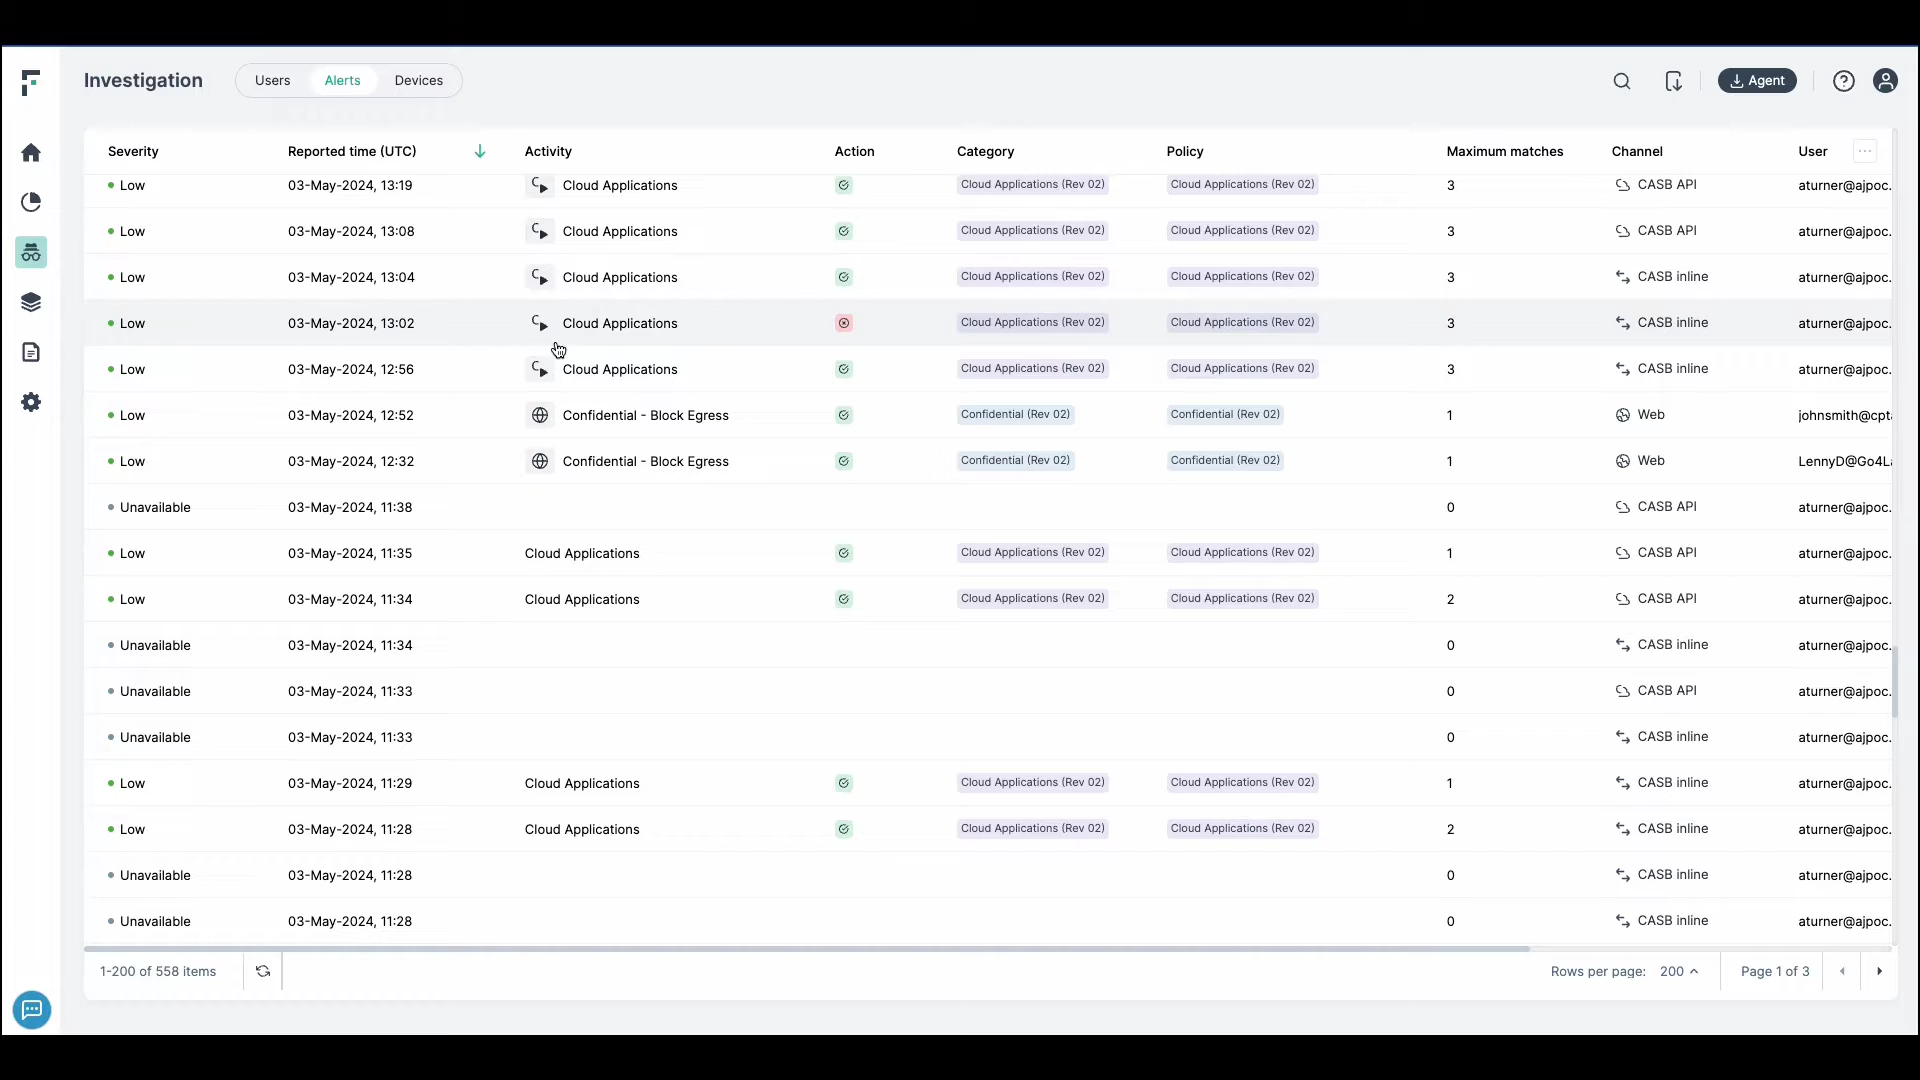 Investigation Users Alerts Devices Agent
Severity Reported time (UTC) Activity Action Category Policy Maximum matches Channel User
Low 03-May-2024, 13:19 Cloud Applications Cloud Applications (Rev 02) Cloud Applications (Rev 02) 3 CASB API aturner@ajpoc.
Low 03-May-2024, 13:08 Cloud Applications Cloud Applications (Rev 02) Cloud Applications (Rev 02) 3 CASB API aturner@ajpoc.
Low 03-May-2024, 13:04 Cloud Applications Cloud Applications (Rev 02) Cloud Applications (Rev 02) 3 CASB inline aturner@ajpoc.
Low 03-May-2024, 13:02 Cloud Applications Cloud Applications (Rev 02) Cloud Applications (Rev 02) 3 CASB inline aturner@ajpoc.
Low 03-May-2024, 12:56 Cloud Applications Cloud Applications (Rev 02) Cloud Applications (Rev 02) 3 CASB inline aturner@ajpoc.
Low 03-May-2024, 12:52 Confidential - Block Egress Confidential (Rev 02) Confidential (Rev 02) 1 Web johnsmith@cpt
Low 03-May-2024, 12:32 Confidential - Block Egress Confidential (Rev 02) Confidential (Rev 02) 1 Web LennyD@Go4L
Unavailable 03-May-2024, 11:38 0 CASB API aturner@ajpoc.
Low 03-May-2024, 11:35 Cloud Applications Cloud Applications (Rev 02) Cloud Applications (Rev 02) 1 CASB API aturner@ajpoc.
Low 03-May-2024, 11:34 Cloud Applications Cloud Applications (Rev 02) Cloud Applications (Rev 02) 2 CASB API aturner@ajpoc.
Unavailable 03-May-2024, 11:34 0 CASB inline aturner@ajpoc.
Unavailable 03-May-2024, 11:33 0 CASB API aturner@ajpoc.
Unavailable 03-May-2024, 11:33 0 CASB inline aturner@ajpoc.
Low 03-May-2024, 11:29 Cloud Applications Cloud Applications (Rev 02) Cloud Applications (Rev 02) 1 CASB inline aturner@ajpoc.
Low 03-May-2024, 11:28 Cloud Applications Cloud Applications (Rev 02) Cloud Applications (Rev 02) 2 CASB inline aturner@ajpoc.
Unavailable 03-May-2024, 11:28 0 CASB inline aturner@ajpoc.
Unavailable 03-May-2024, 11:28 0 CASB inline aturner@ajpoc.
1-200 of 558 items Rows per page: 200 Page 1 of 3